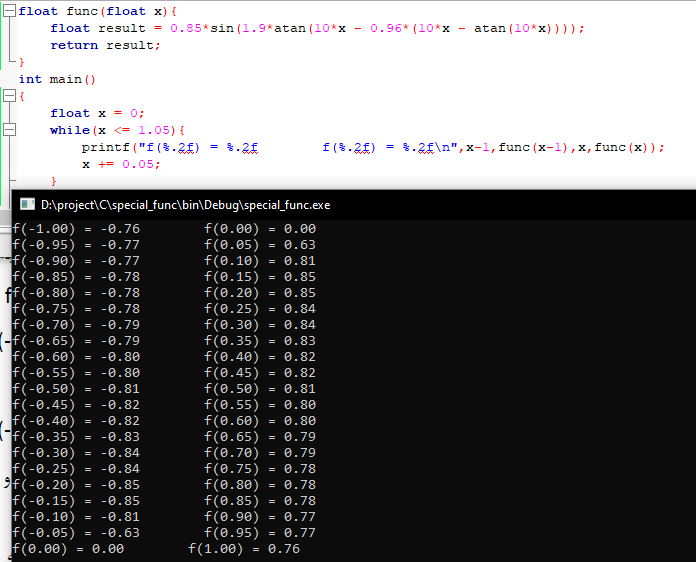 float func(float x){
    float result = 0.85*sin(1.9*atan(10*x - 0.96*(10*x - atan(10*x))));
    return result;
}
int main()
{
    float x = 0;
    while(x <= 1.05){
        printf("f(%.2f) = %.2f        f(%.2f) = %.2f\n",x-1,func(x-1),x,func(x));
        x += 0.05;
    }
D:\project\C\special_func\bin\Debug\special_func.exe
f(-1.00) = -0.76        f(0.00) = 0.00
f(-0.95) = -0.77        f(0.05) = 0.63
f(-0.90) = -0.77        f(0.10) = 0.81
f(-0.85) = -0.78        f(0.15) = 0.85
f(-0.80) = -0.78        f(0.20) = 0.85
f(-0.75) = -0.78        f(0.25) = 0.84
f(-0.70) = -0.79        f(0.30) = 0.84
f(-0.65) = -0.79        f(0.35) = 0.83
f(-0.60) = -0.80        f(0.40) = 0.82
f(-0.55) = -0.80        f(0.45) = 0.82
f(-0.50) = -0.81        f(0.50) = 0.81
f(-0.45) = -0.82        f(0.55) = 0.80
f(-0.40) = -0.82        f(0.60) = 0.80
f(-0.35) = -0.83        f(0.65) = 0.79
f(-0.30) = -0.84        f(0.70) = 0.79
f(-0.25) = -0.84        f(0.75) = 0.78
f(-0.20) = -0.85        f(0.80) = 0.78
f(-0.15) = -0.85        f(0.85) = 0.78
f(-0.10) = -0.81        f(0.90) = 0.77
f(-0.05) = -0.63        f(0.95) = 0.77
f(0.00) = 0.00        f(1.00) = 0.76